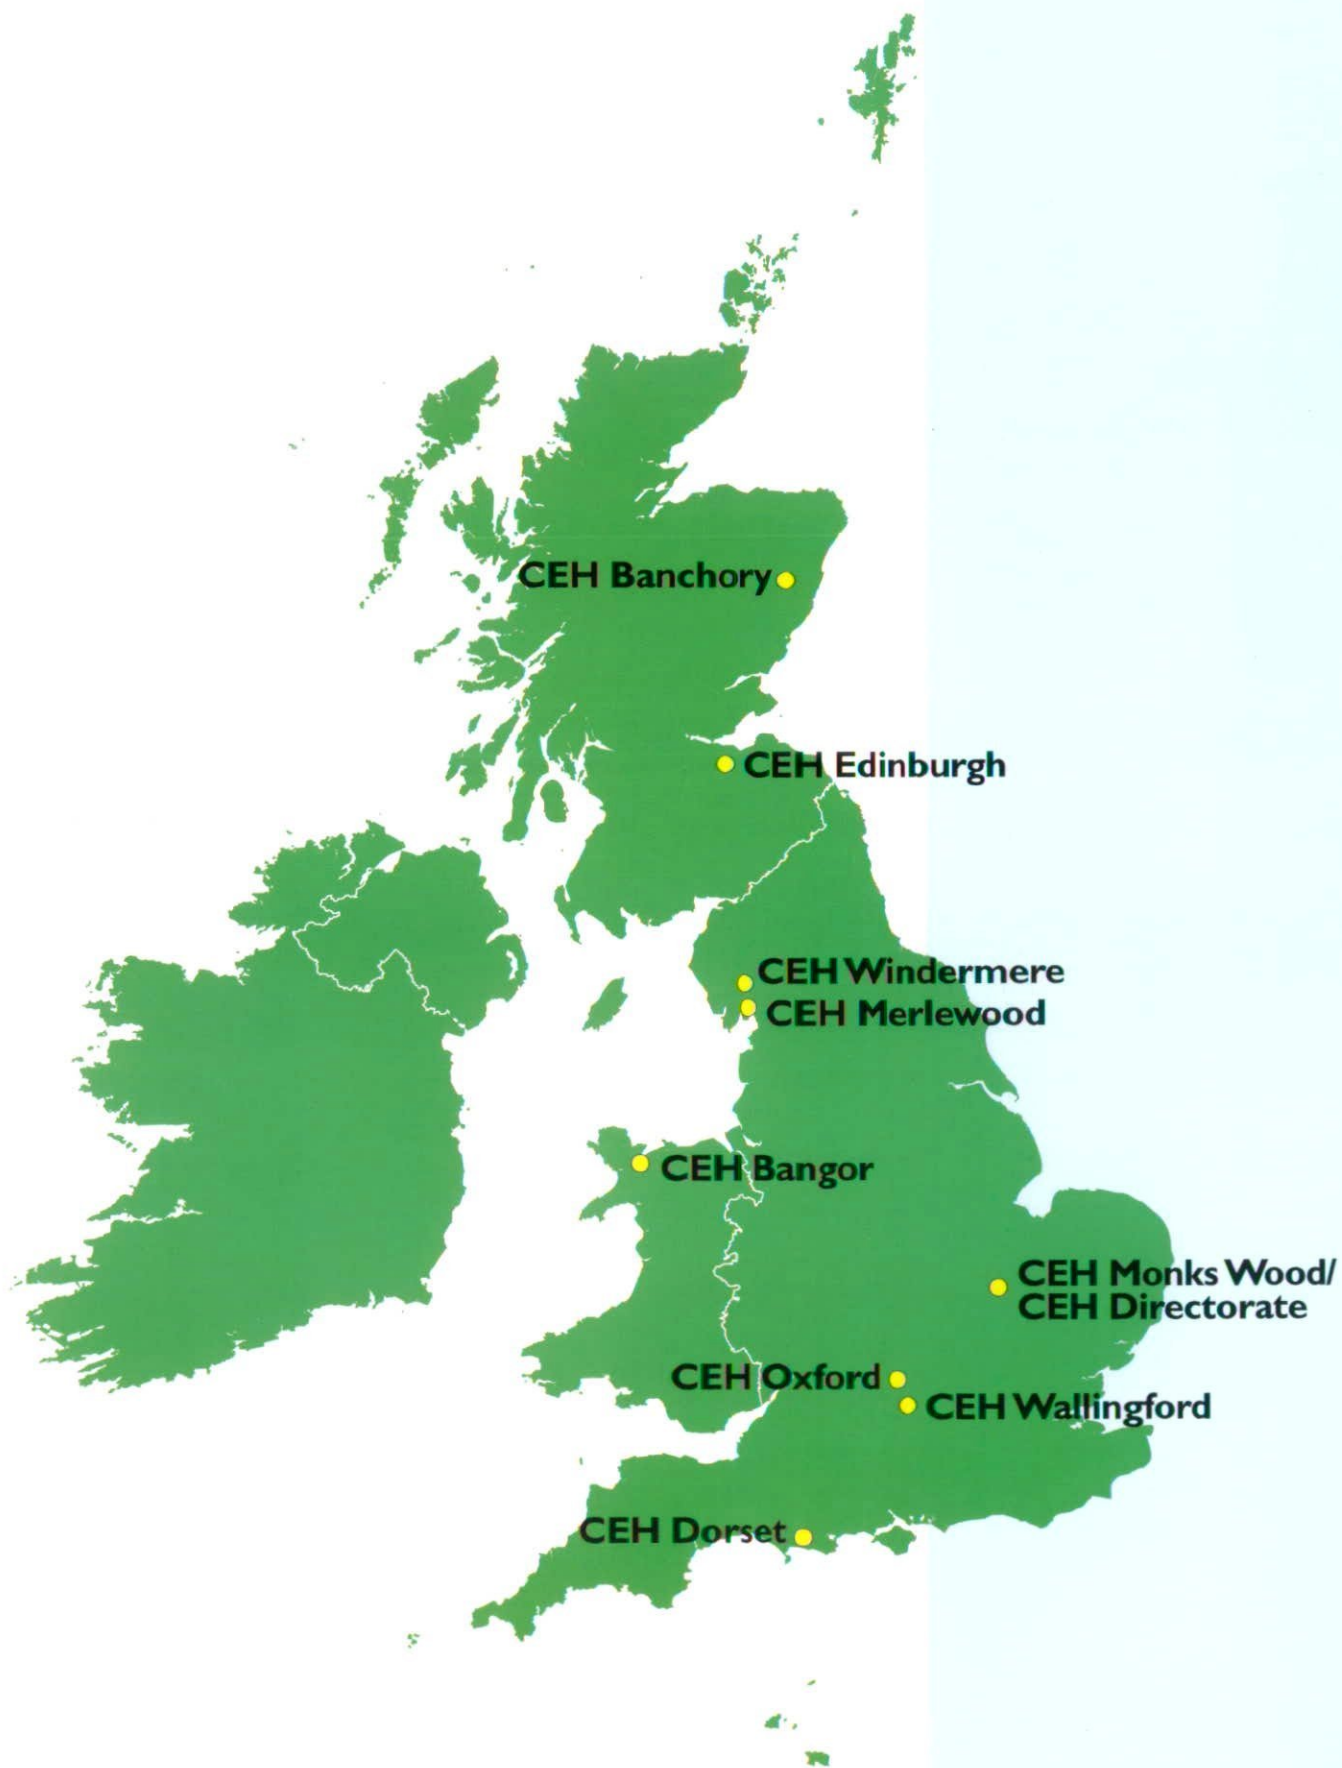 CEH Banchory
CEH Edinburgh
CEH Windermere
CEH Merlewood
CEH Bangor
CEH Monks Wood/
CEH Directorate
CEH Oxford
CEH Wallingford
CEH Dorset